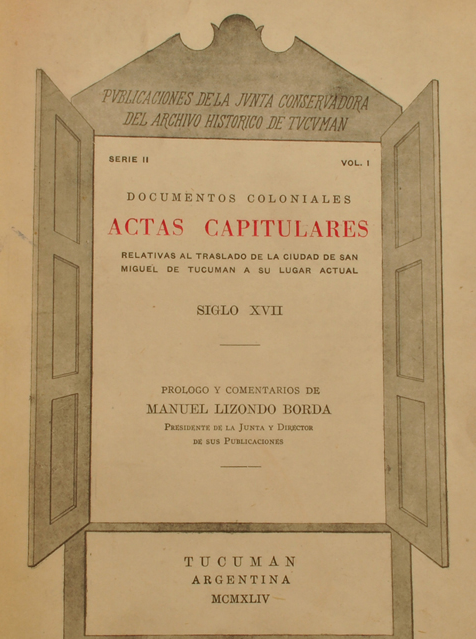 PVBLICACIONES DE LA JVNTA CONSERVADORA
DEL ARCHIVO HISTORICO DE TVCVMAN
SERIE II VOL. I
DOCUMENTOS COLONIALES
ACTAS CAPITULARES
RELATIVAS AL TRASLADO DE LA CIUDAD DE SAN
MIGUEL DE TUCUMAN A SU LUGAR ACTUAL
SIGLO XVII
PROLOGO Y COMENTARIOS DE
MANUEL LIZONDO BORDA
PRESIDENTE DE LA JUNTA Y DIRECTOR
DE SUS PUBLICACIONES
TUCUMAN
ARGENTINA
MCMXLIV